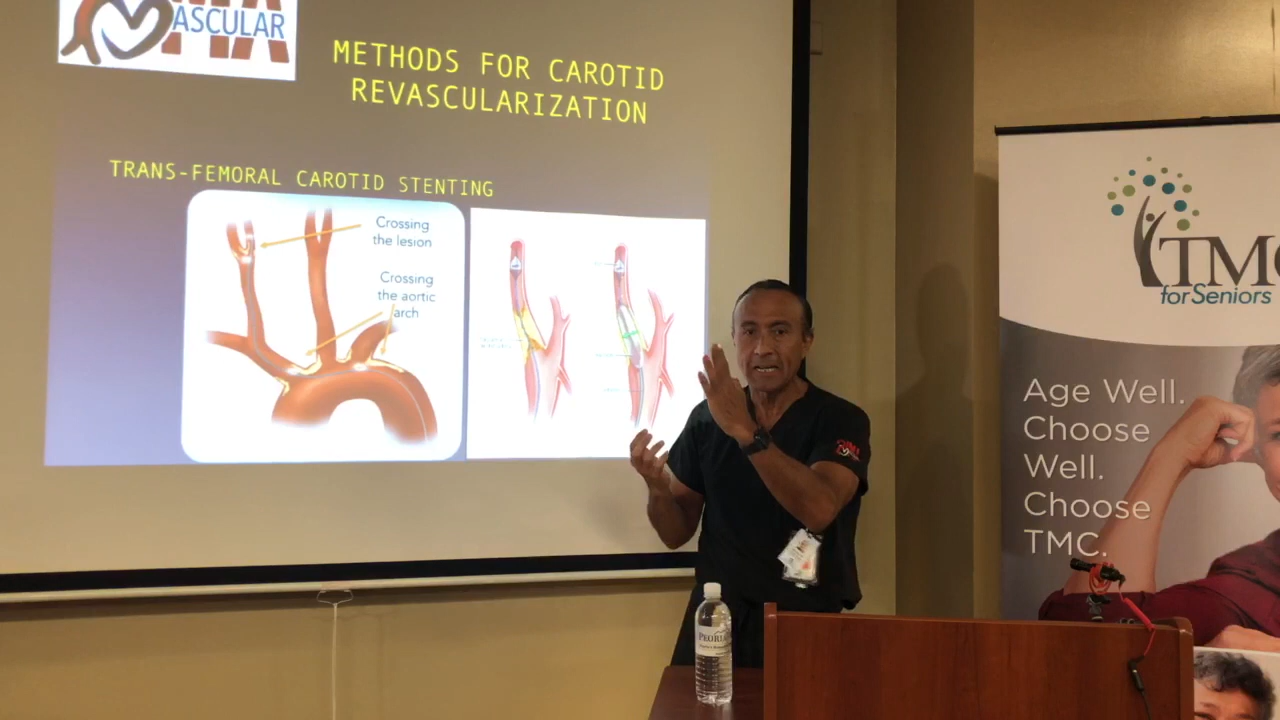 ASCULAR
METHODS FOR CAROTID
REVASCULARIZATION
TRANS-FEMORAL CAROTID STENTING
Crossing
the lesion
Crossing
the aortic
arch
TMC
for Seniors
Age Well.
Choose
Well.
Choose
TMC.
PEORIA